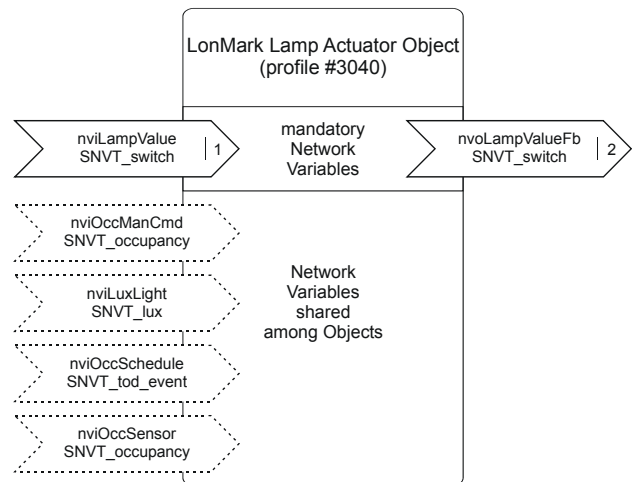 LonMark Lamp Actuator Object
(profile #3040)
nviLampValue
SNVT_switch
1
mandatory
Network
Variables
nvoLampValueFb
SNVT_switch
2
nviOccManCmd
SNVT_occupancy
nviLuxLight
SNVT_lux
nviOccSchedule
SNVT_tod_event
nviOccSensor
SNVT_occupancy
Network
Variables
shared
among Objects